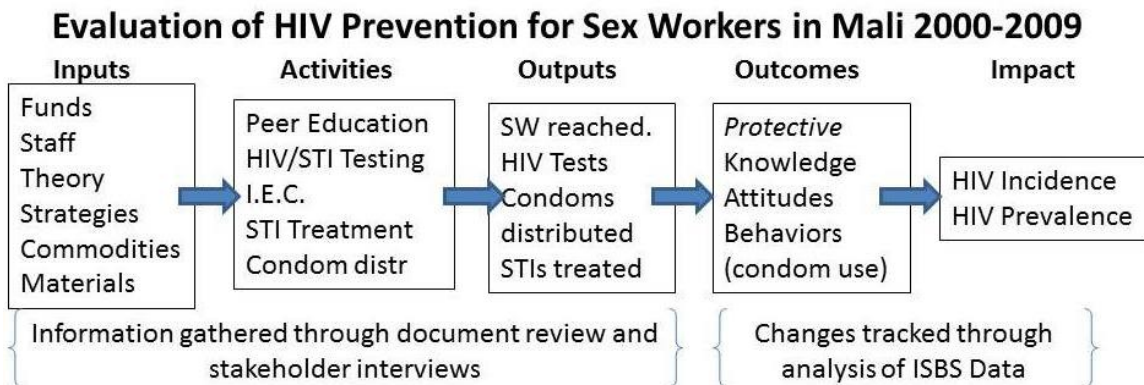 Evaluation of HIV Prevention for Sex Workers in Mali 2000-2009
Inputs
Funds
Staff
Theory
Strategies
Commodities
Materials
Activities
Peer Education
HIV/STI Testing
I.E.C.
STI Treatment
Condom distr
Outputs
SW reached.
HIV Tests
Condoms
distributed
STIs treated
Outcomes
Protective
Knowledge
Attitudes
Behaviors
(condom use)
Impact
HIV Incidence
HIV Prevalence
Information gathered through document review and
stakeholder interviews
Changes tracked through
analysis of ISBS Data